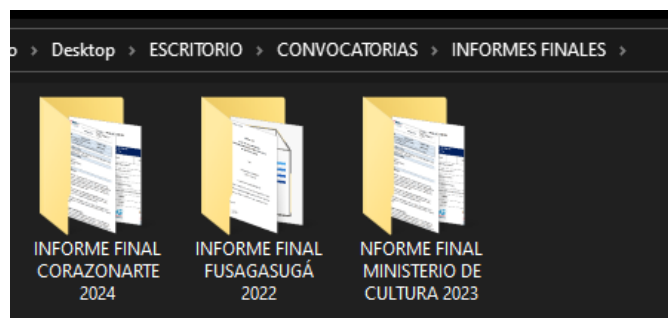 o > Desktop > ESCRITORIO > CONVOCATORIAS > INFORMES FINALES >
INFORME FINAL
CORAZONARTE
2024
INFORME FINAL
FUSAGASUGÁ
2022
NFORME FINAL
MINISTERIO DE
CULTURA 2023